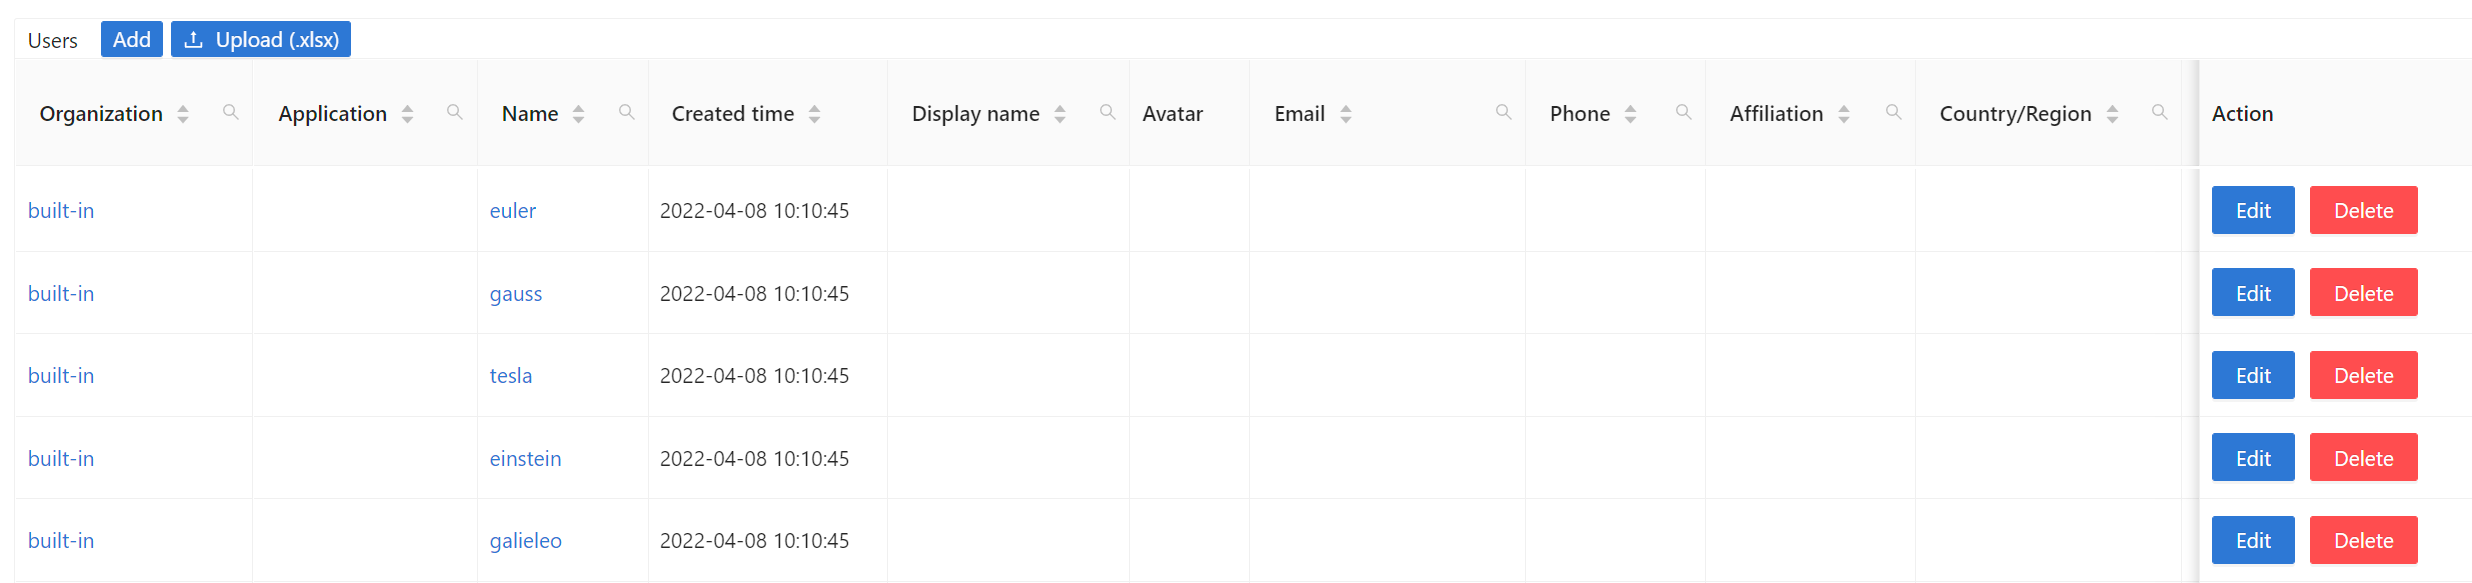 Users Add Upload (.xlsx)
Organization Application Name Created time Display name Avatar Email Phone Affiliation Country/Region Action
built-in euler 2022-04-08 10:10:45 Edit Delete
built-in gauss 2022-04-08 10:10:45 Edit Delete
built-in tesla 2022-04-08 10:10:45 Edit Delete
built-in einstein 2022-04-08 10:10:45 Edit Delete
built-in galieleo 2022-04-08 10:10:45 Edit Delete